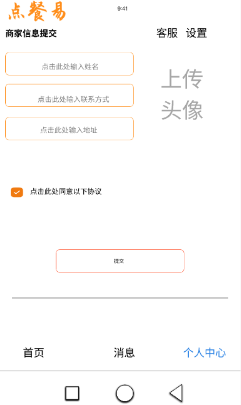 点餐易
9:41
商家信息提交
客服 设置
点击此处输入姓名
点击此处输入联系方式
点击此处输入地址
上传
头像
点击此处同意以下协议
提交
首页 消息 个人中心